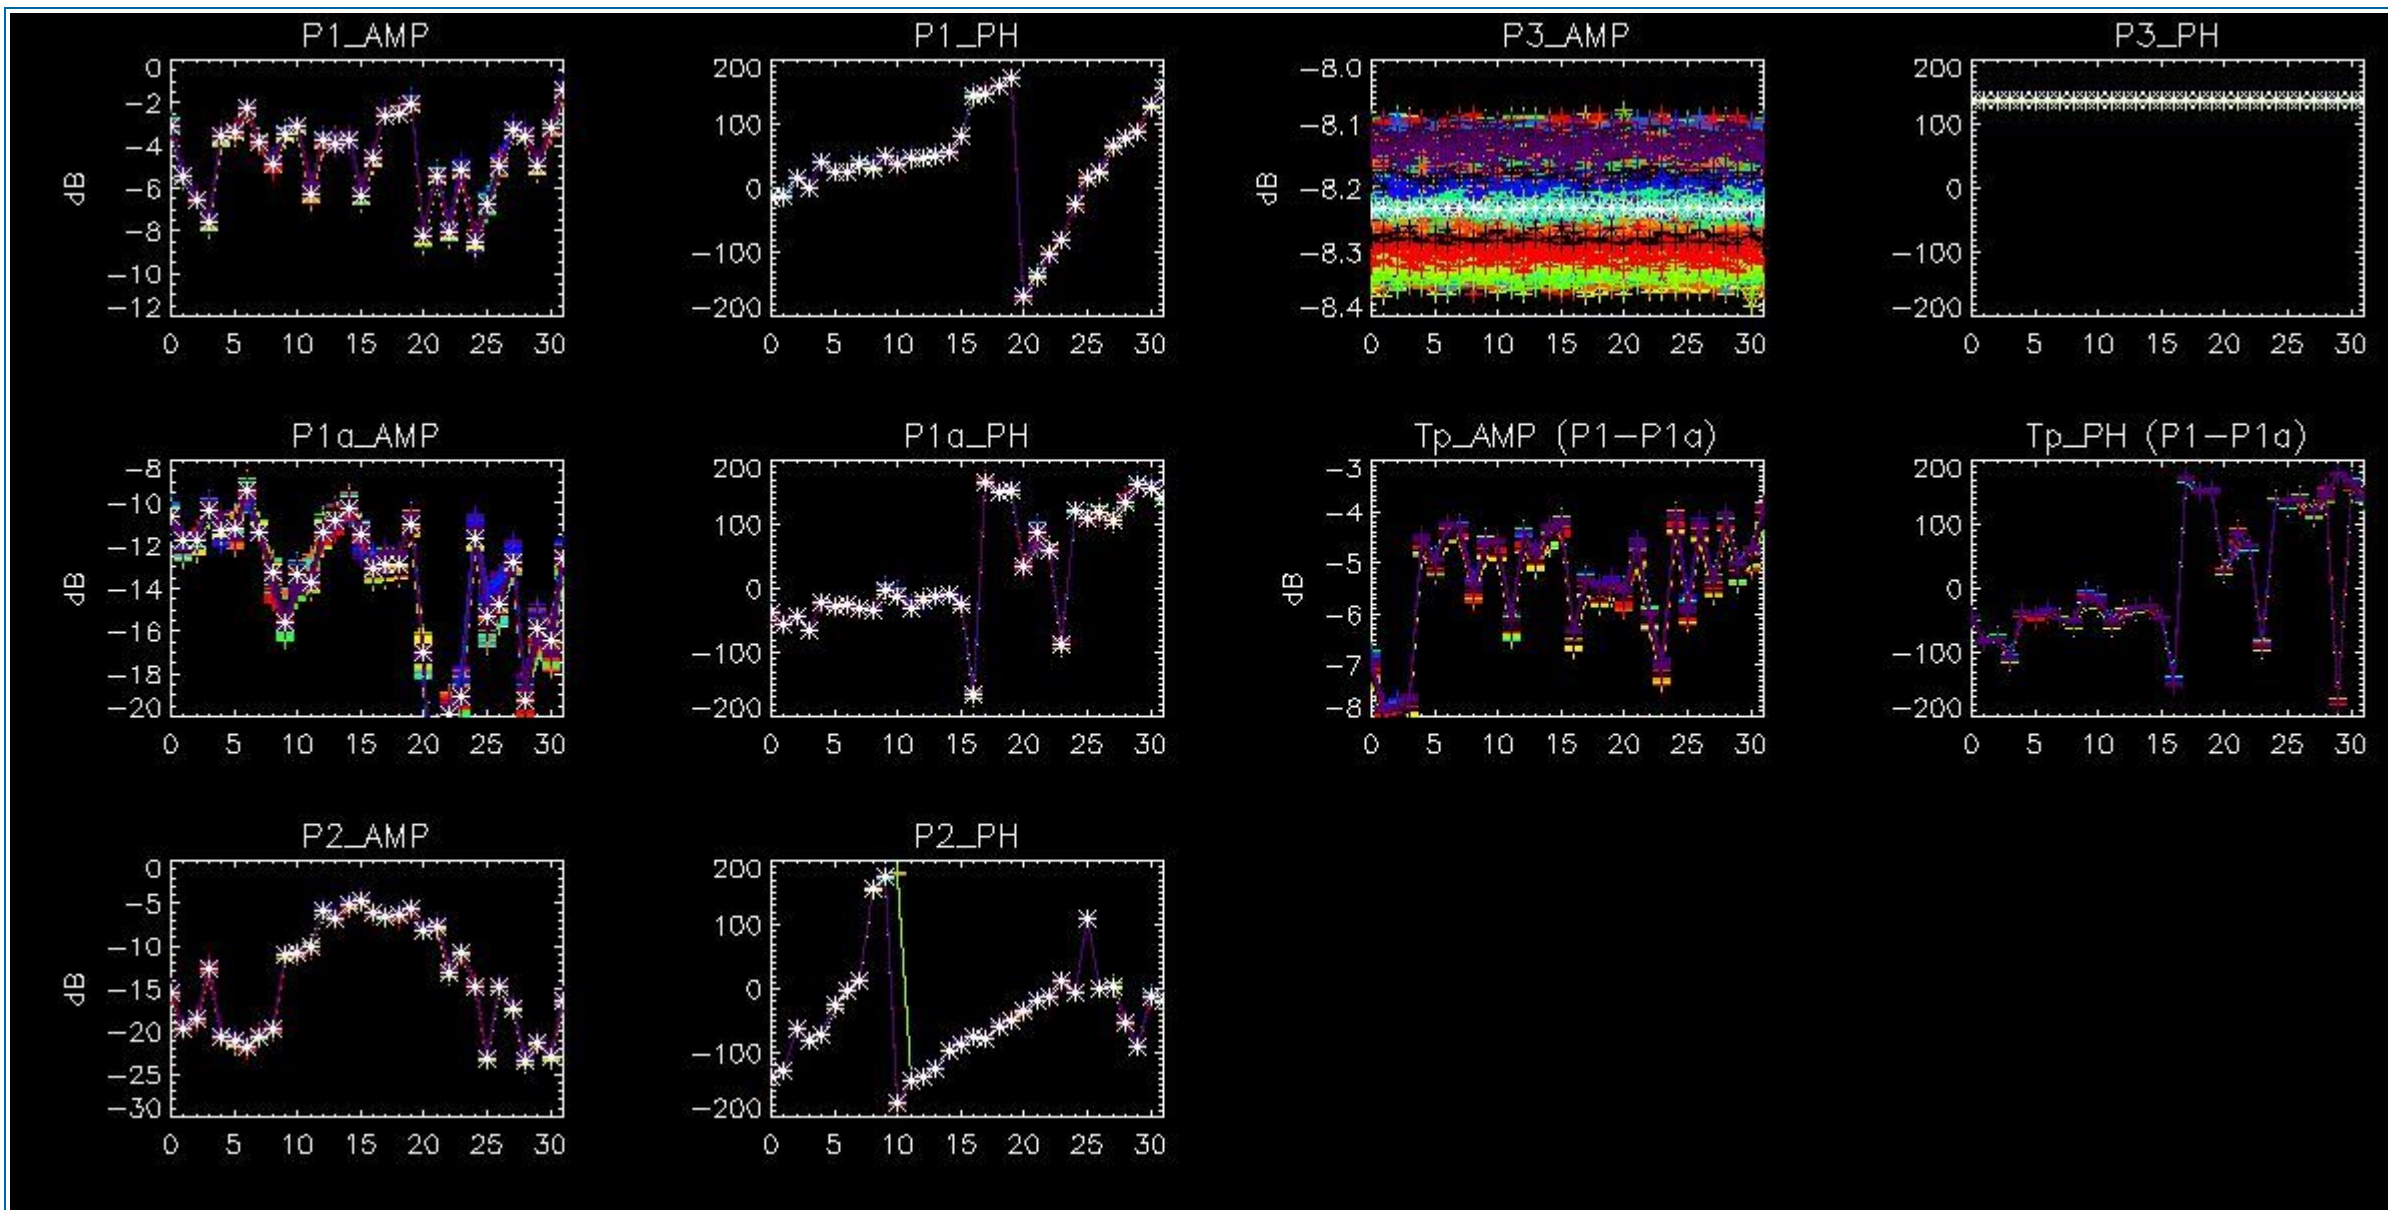 P1_AMP
P1_PH
P3_AMP
P3_PH
0
−2
−4
−6
−8
−10
−12
dB
0 5 10 15 20 25 30
200
100
0
−100
−200
0 5 10 15 20 25 30
−8.0
−8.1
−8.2
−8.3
−8.4
dB
0 5 10 15 20 25 30
200
100
0
−100
−200
0 5 10 15 20 25 30
P1a_AMP
P1a_PH
Tp_AMP (P1−P1a)
Tp_PH (P1−P1a)
−8
−10
−12
−14
−16
−18
−20
dB
0 5 10 15 20 25 30
200
100
0
−100
−200
0 5 10 15 20 25 30
−3
−4
−5
−6
−7
−8
dB
0 5 10 15 20 25 30
200
100
0
−100
−200
0 5 10 15 20 25 30
P2_AMP
P2_PH
0
−5
−10
−15
−20
−25
−30
dB
0 5 10 15 20 25 30
200
100
0
−100
−200
0 5 10 15 20 25 30